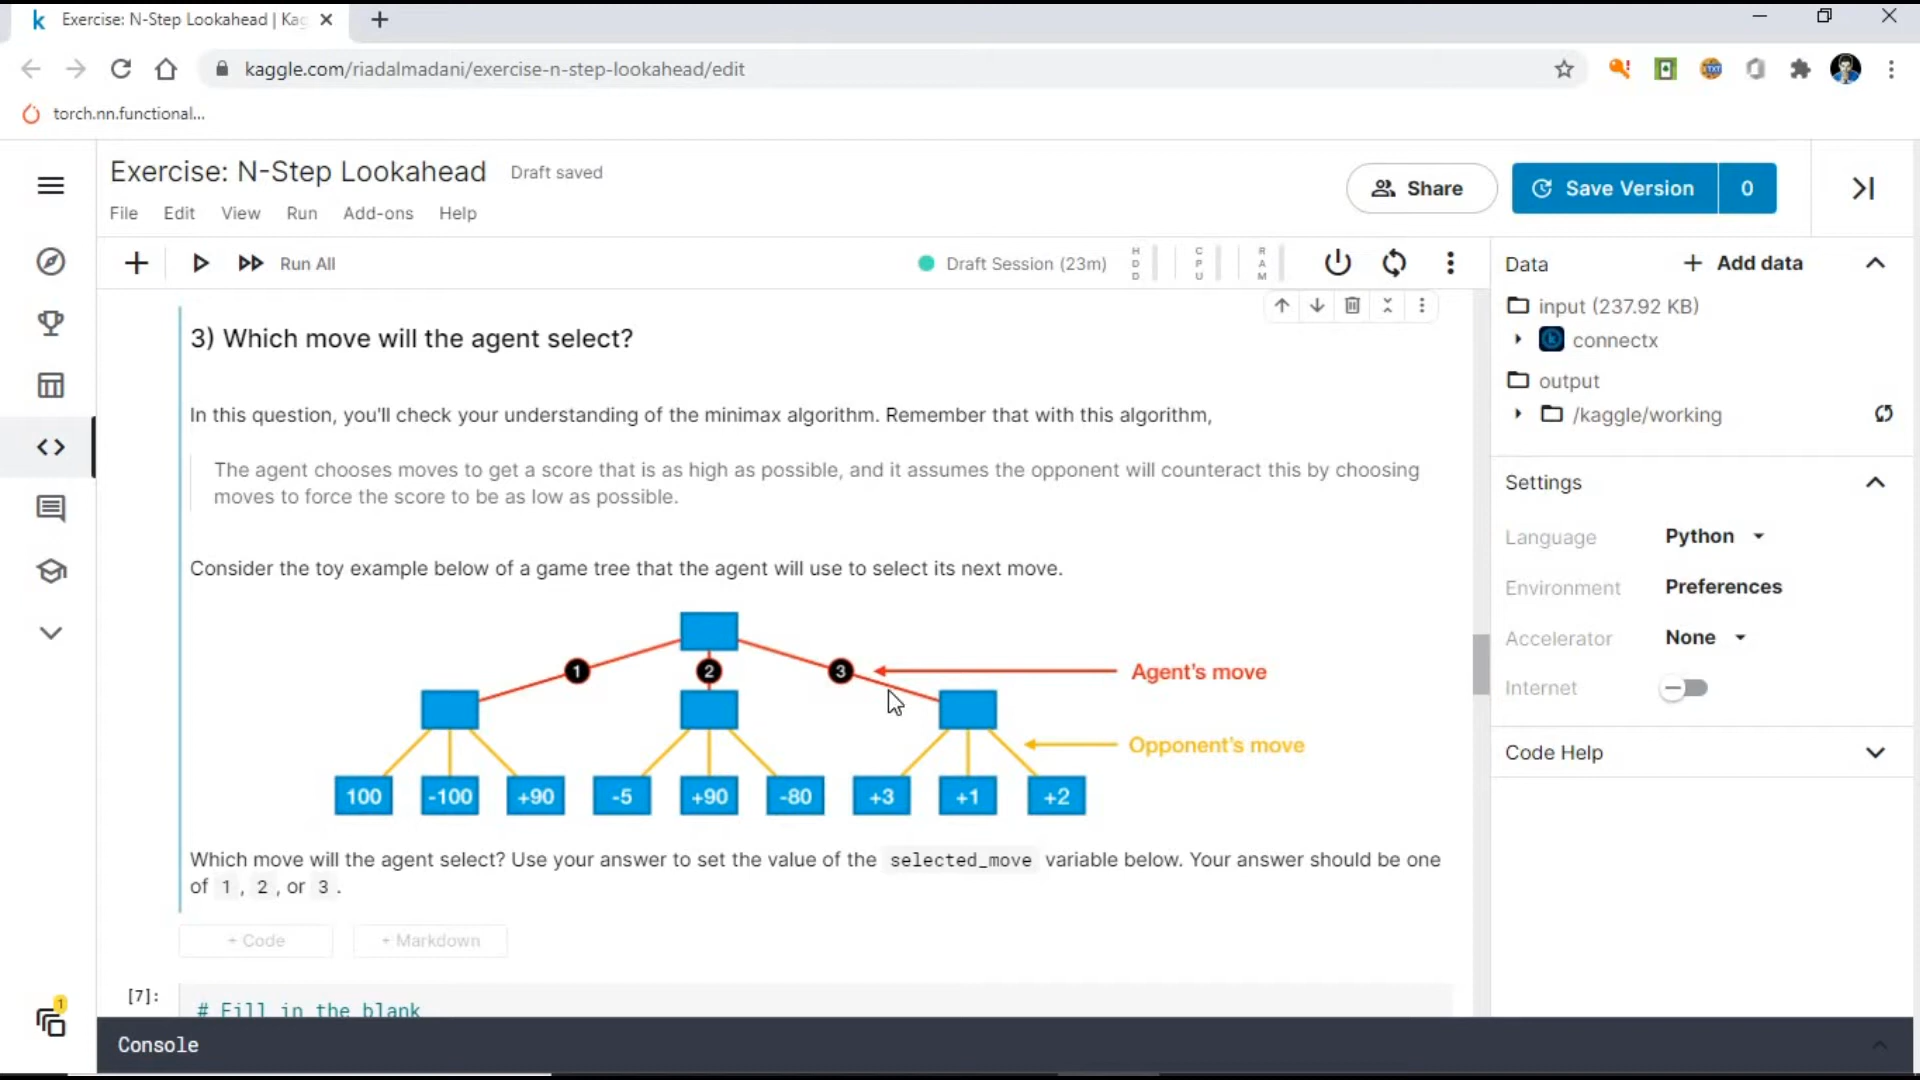 Exercise: N-Step Lookahead | Kag
kaggle.com/riadalmadani/exercise-n-step-lookahead/edit
torch.nn.functional...
Exercise: N-Step Lookahead Draft saved
Share
Save Version 0
File Edit View Run Add-ons Help
Run All
Draft Session (23m)
HDD
CPU
RAM
Data
Add data
input (237.92 KB)
connectx
output
/kaggle/working
Settings
Language Python
Environment Preferences
Accelerator None
Internet
Code Help
3) Which move will the agent select?
In this question, you'll check your understanding of the minimax algorithm. Remember that with this algorithm,
The agent chooses moves to get a score that is as high as possible, and it assumes the opponent will counteract this by choosing
moves to force the score to be as low as possible.
Consider the toy example below of a game tree that the agent will use to select its next move.
1 2 3 Agent's move
Opponent's move
100 -100 +90 -5 +90 -80 +3 +1 +2
Which move will the agent select? Use your answer to set the value of the selected_move variable below. Your answer should be one
of 1 , 2 , or 3 .
+ Code + Markdown
[7]:
# Fill in the blank
1
Console